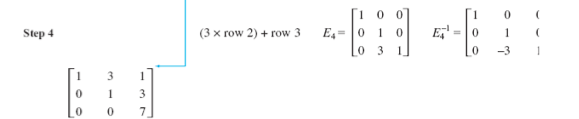 Step 4 (3 × row 2) + row 3 E₄ = [1 0 0 0 1 0 0 3 1] E₄⁻¹ = [1 0 0 1 0 -3
[1 3 1
0 1 3
0 0 7]